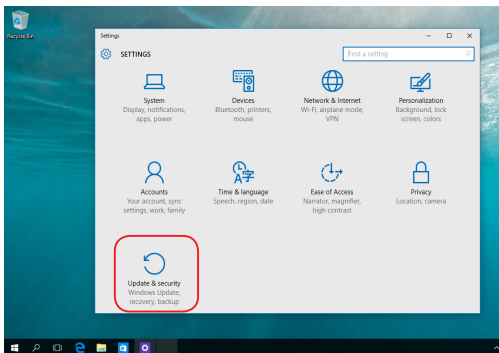 Recycle Bin
Settings
SETTINGS
Find a setting
System
Display, notifications,
apps, power
Devices
Bluetooth, printers,
mouse
Network & Internet
Wi-Fi, airplane mode,
VPN
Personalization
Background, lock
screen, colors
Accounts
Your account, sync
settings, work, family
Time & language
Speech, region, date
Ease of Access
Narrator, magnifier,
high contrast
Privacy
Location, camera
Update & security
Windows Update,
recovery, backup